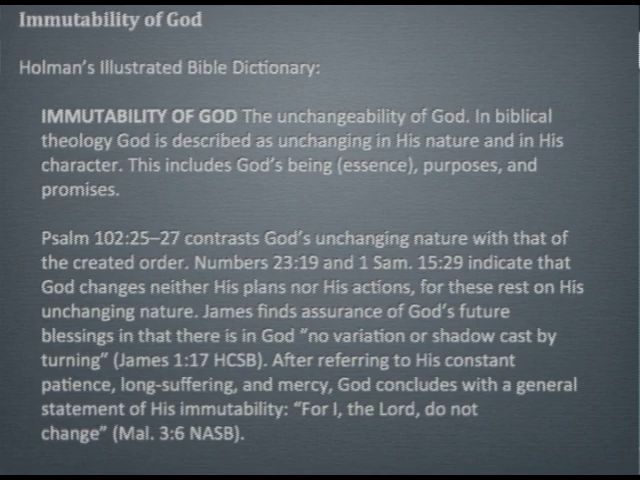 Immutability of God
Holman's Illustrated Bible Dictionary:
IMMUTABILITY OF GOD The unchangeability of God. In biblical
theology God is described as unchanging in His nature and in His
character. This includes God's being (essence), purposes, and
promises.
Psalm 102:25–27 contrasts God's unchanging nature with that of
the created order. Numbers 23:19 and 1 Sam. 15:29 indicate that
God changes neither His plans nor His actions, for these rest on His
unchanging nature. James finds assurance of God's future
blessings in that there is in God "no variation or shadow cast by
turning" (James 1:17 HCSB). After referring to His constant
patience, long-suffering, and mercy, God concludes with a general
statement of His immutability: "For I, the Lord, do not
change" (Mal. 3:6 NASB).